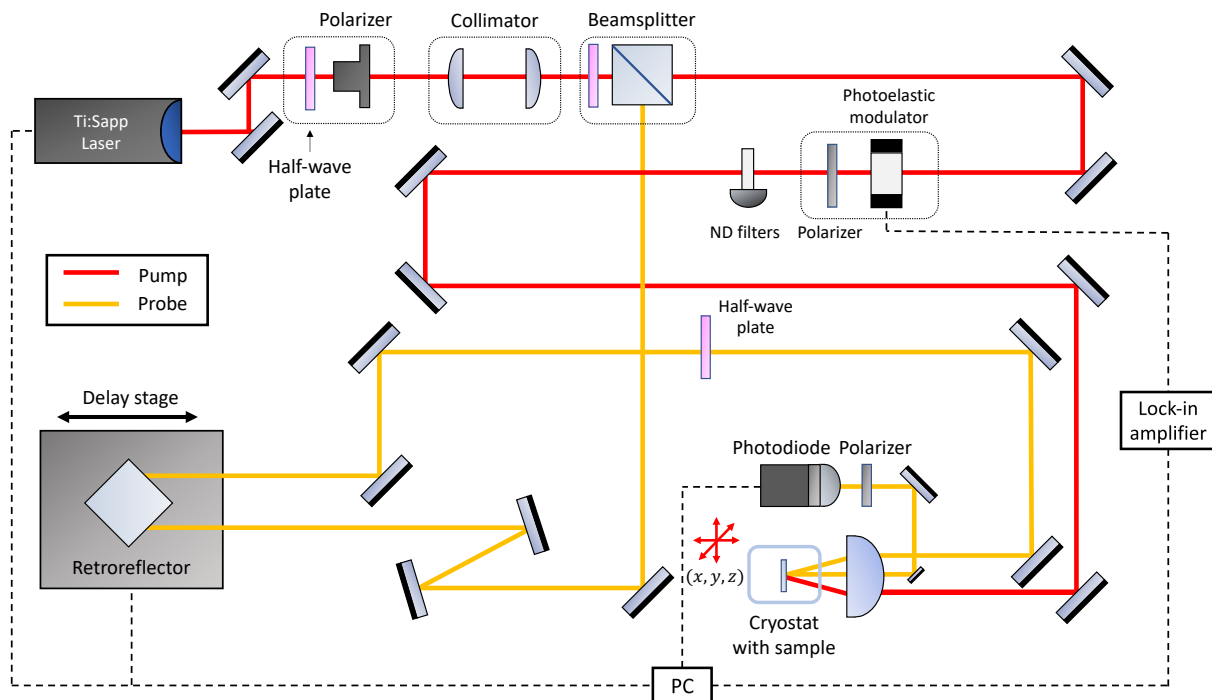 Polarizer
Collimator
Beamsplitter
Ti:Sapp
Laser
Half-wave
plate
Photoelastic
modulator
ND filters
Polarizer
Pump
Probe
Half-wave
plate
Delay stage
Lock-in
amplifier
Photodiode
Polarizer
(x, y, z)
Retroreflector
Cryostat
with sample
PC